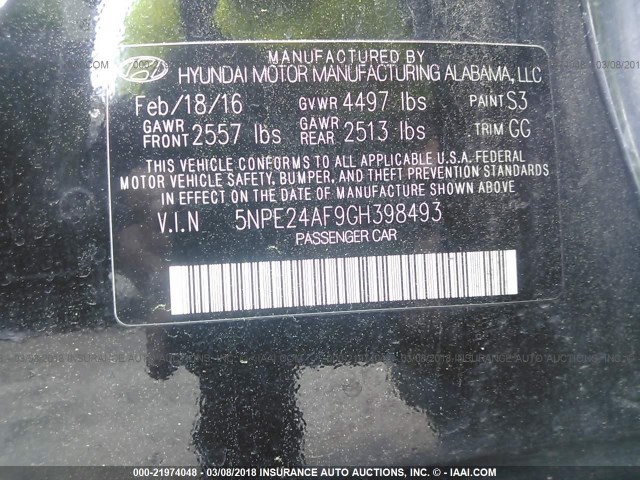 MANUFACTURED BY
HYUNDAI MOTOR MANUFACTURING ALABAMA, LLC
Feb/18/16 GVWR 4497 lbs PAINT S3
GAWR FRONT 2557 lbs GAWR REAR 2513 lbs TRIM GG
THIS VEHICLE CONFORMS TO ALL APPLICABLE U.S.A. FEDERAL
MOTOR VEHICLE SAFETY, BUMPER, AND THEFT PREVENTION STANDARDS
IN EFFECT ON THE DATE OF MANUFACTURE SHOWN ABOVE
V.I.N 5NPE24AF9GH398493
PASSENGER CAR
000-21974048 - 03/08/2018 INSPEREX AUTO AUCTIONS, INC. - © IAAI.COM